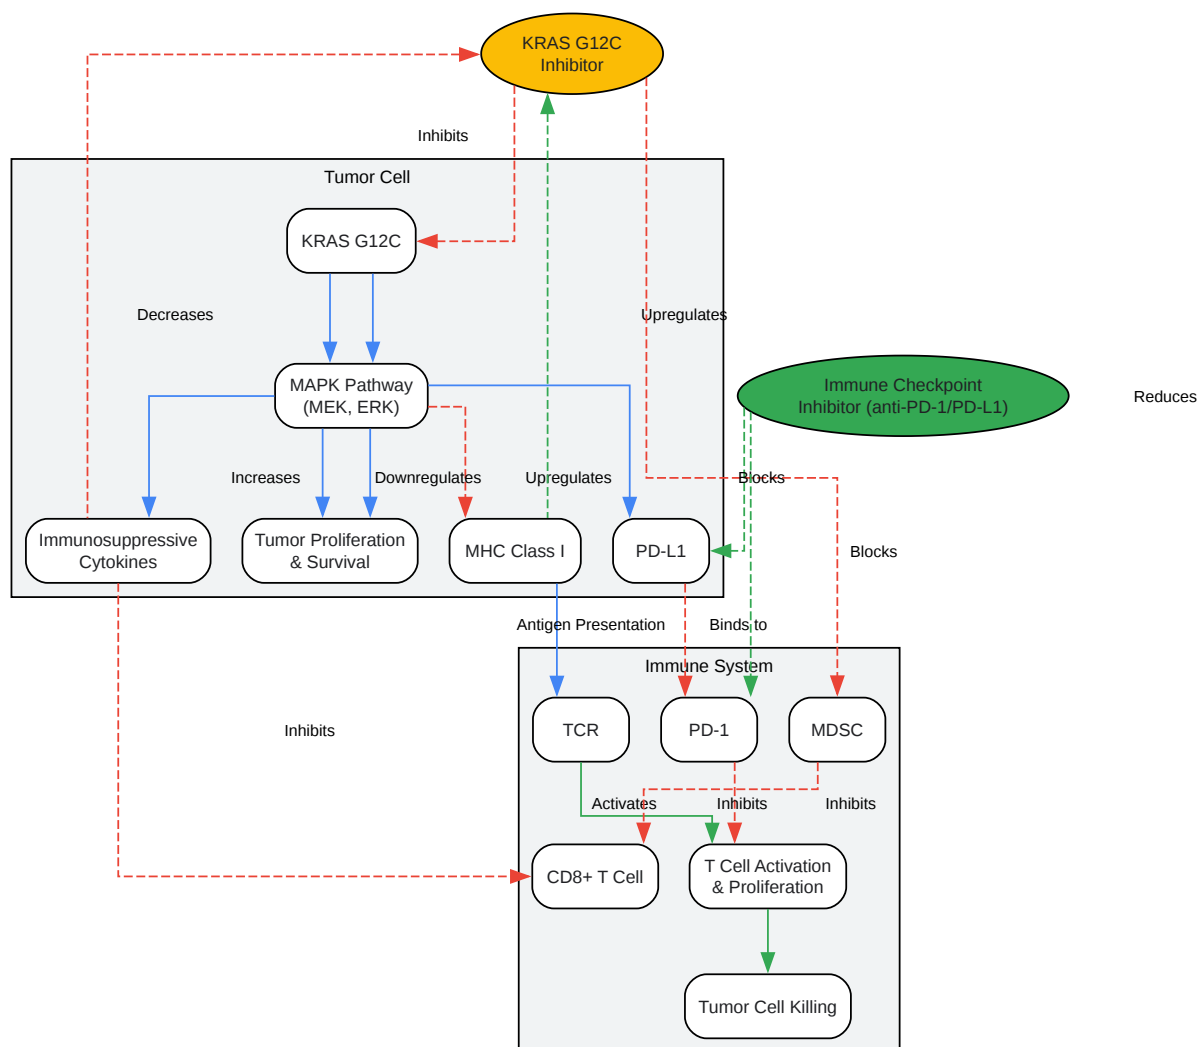 KRAS G12C
Inhibitor
Inhibits
Tumor Cell
KRAS G12C
Decreases
Upregulates
MAPK Pathway
(MEK, ERK)
Immune Checkpoint
Inhibitor (anti-PD-1/PD-L1)
Reduces
Increases
Downregulates
Upregulates
Blocks
Immunosuppressive
Cytokines
Tumor Proliferation
& Survival
MHC Class I
PD-L1
Blocks
Antigen Presentation
Binds to
Immune System
Inhibits
TCR
PD-1
MDSC
Activates
Inhibits
Inhibits
CD8+ T Cell
T Cell Activation
& Proliferation
Tumor Cell Killing